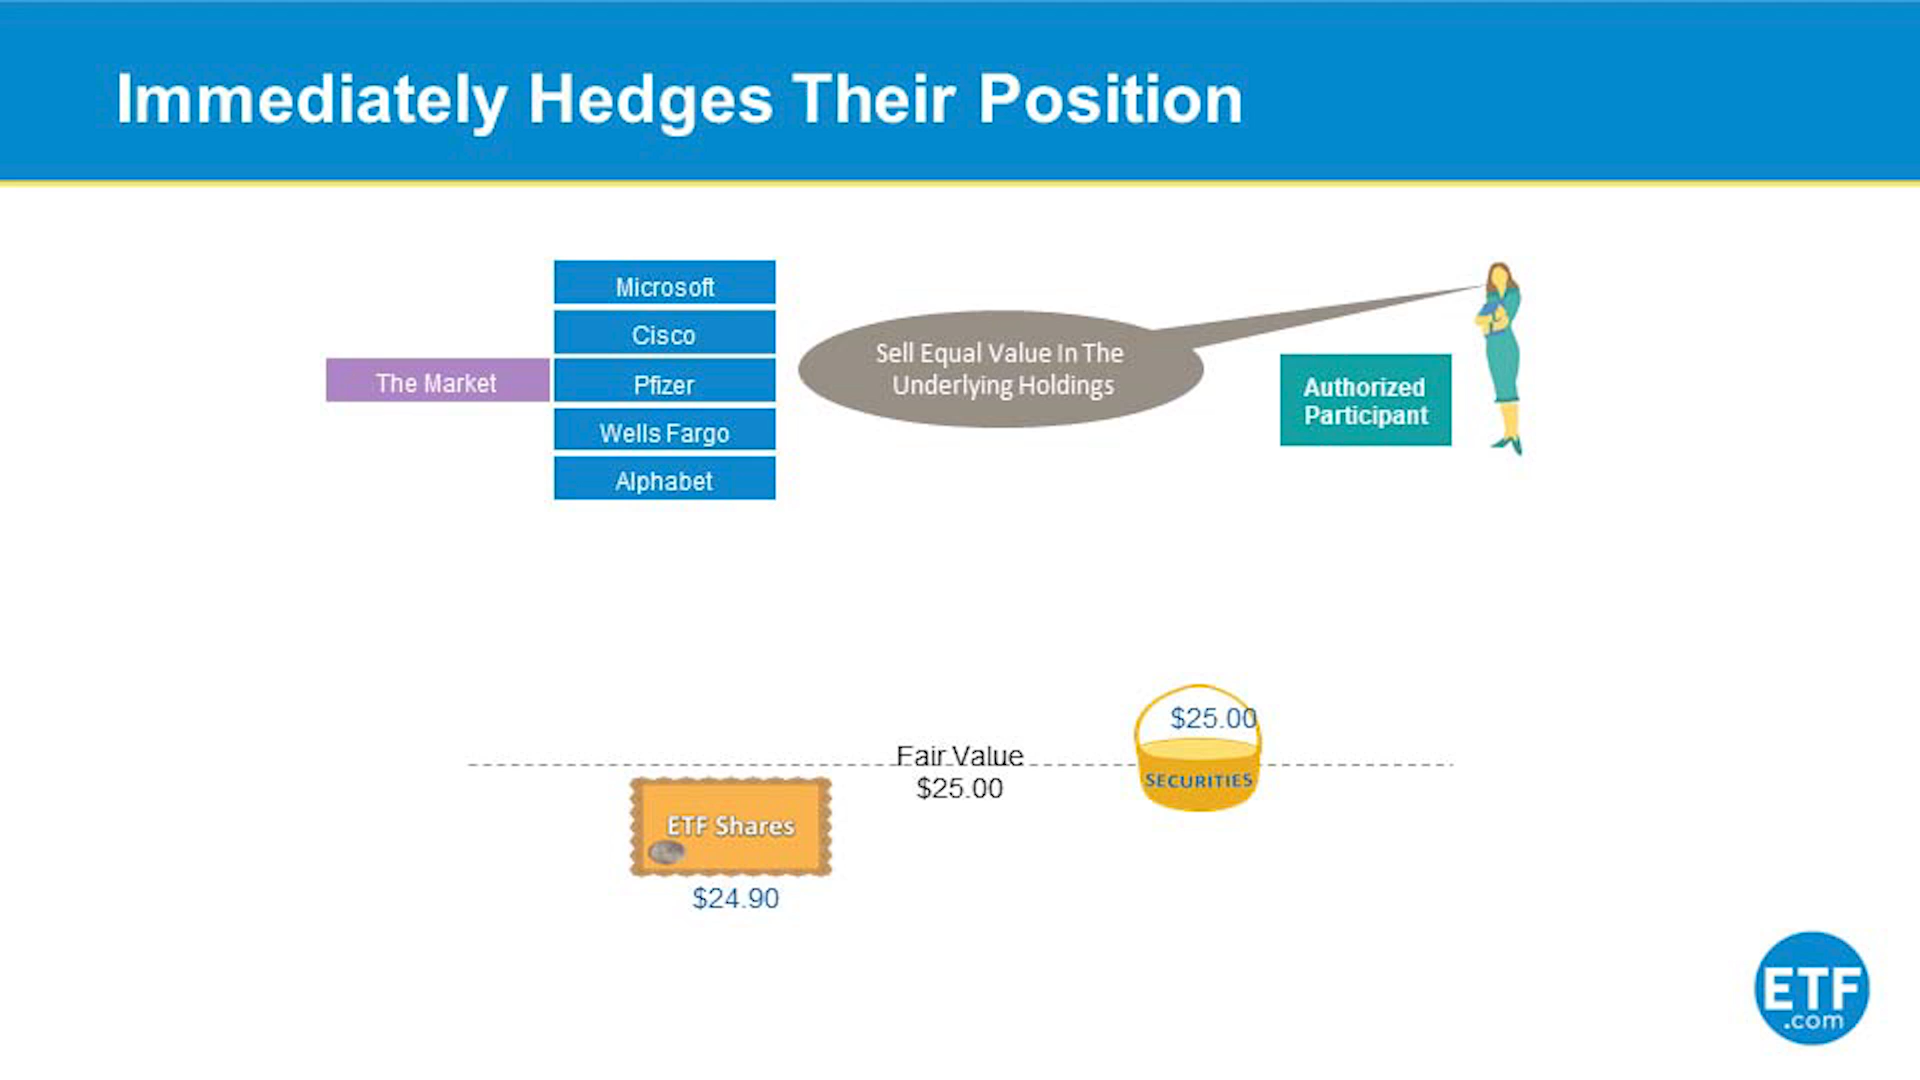 Immediately Hedges Their Position
Microsoft
Cisco
The Market
Pfizer
Wells Fargo
Alphabet
Sell Equal Value In The
Underlying Holdings
Authorized
Participant
$25.00
SECURITIES
Fair Value
$25.00
ETF Shares
$24.90
ETF
.com